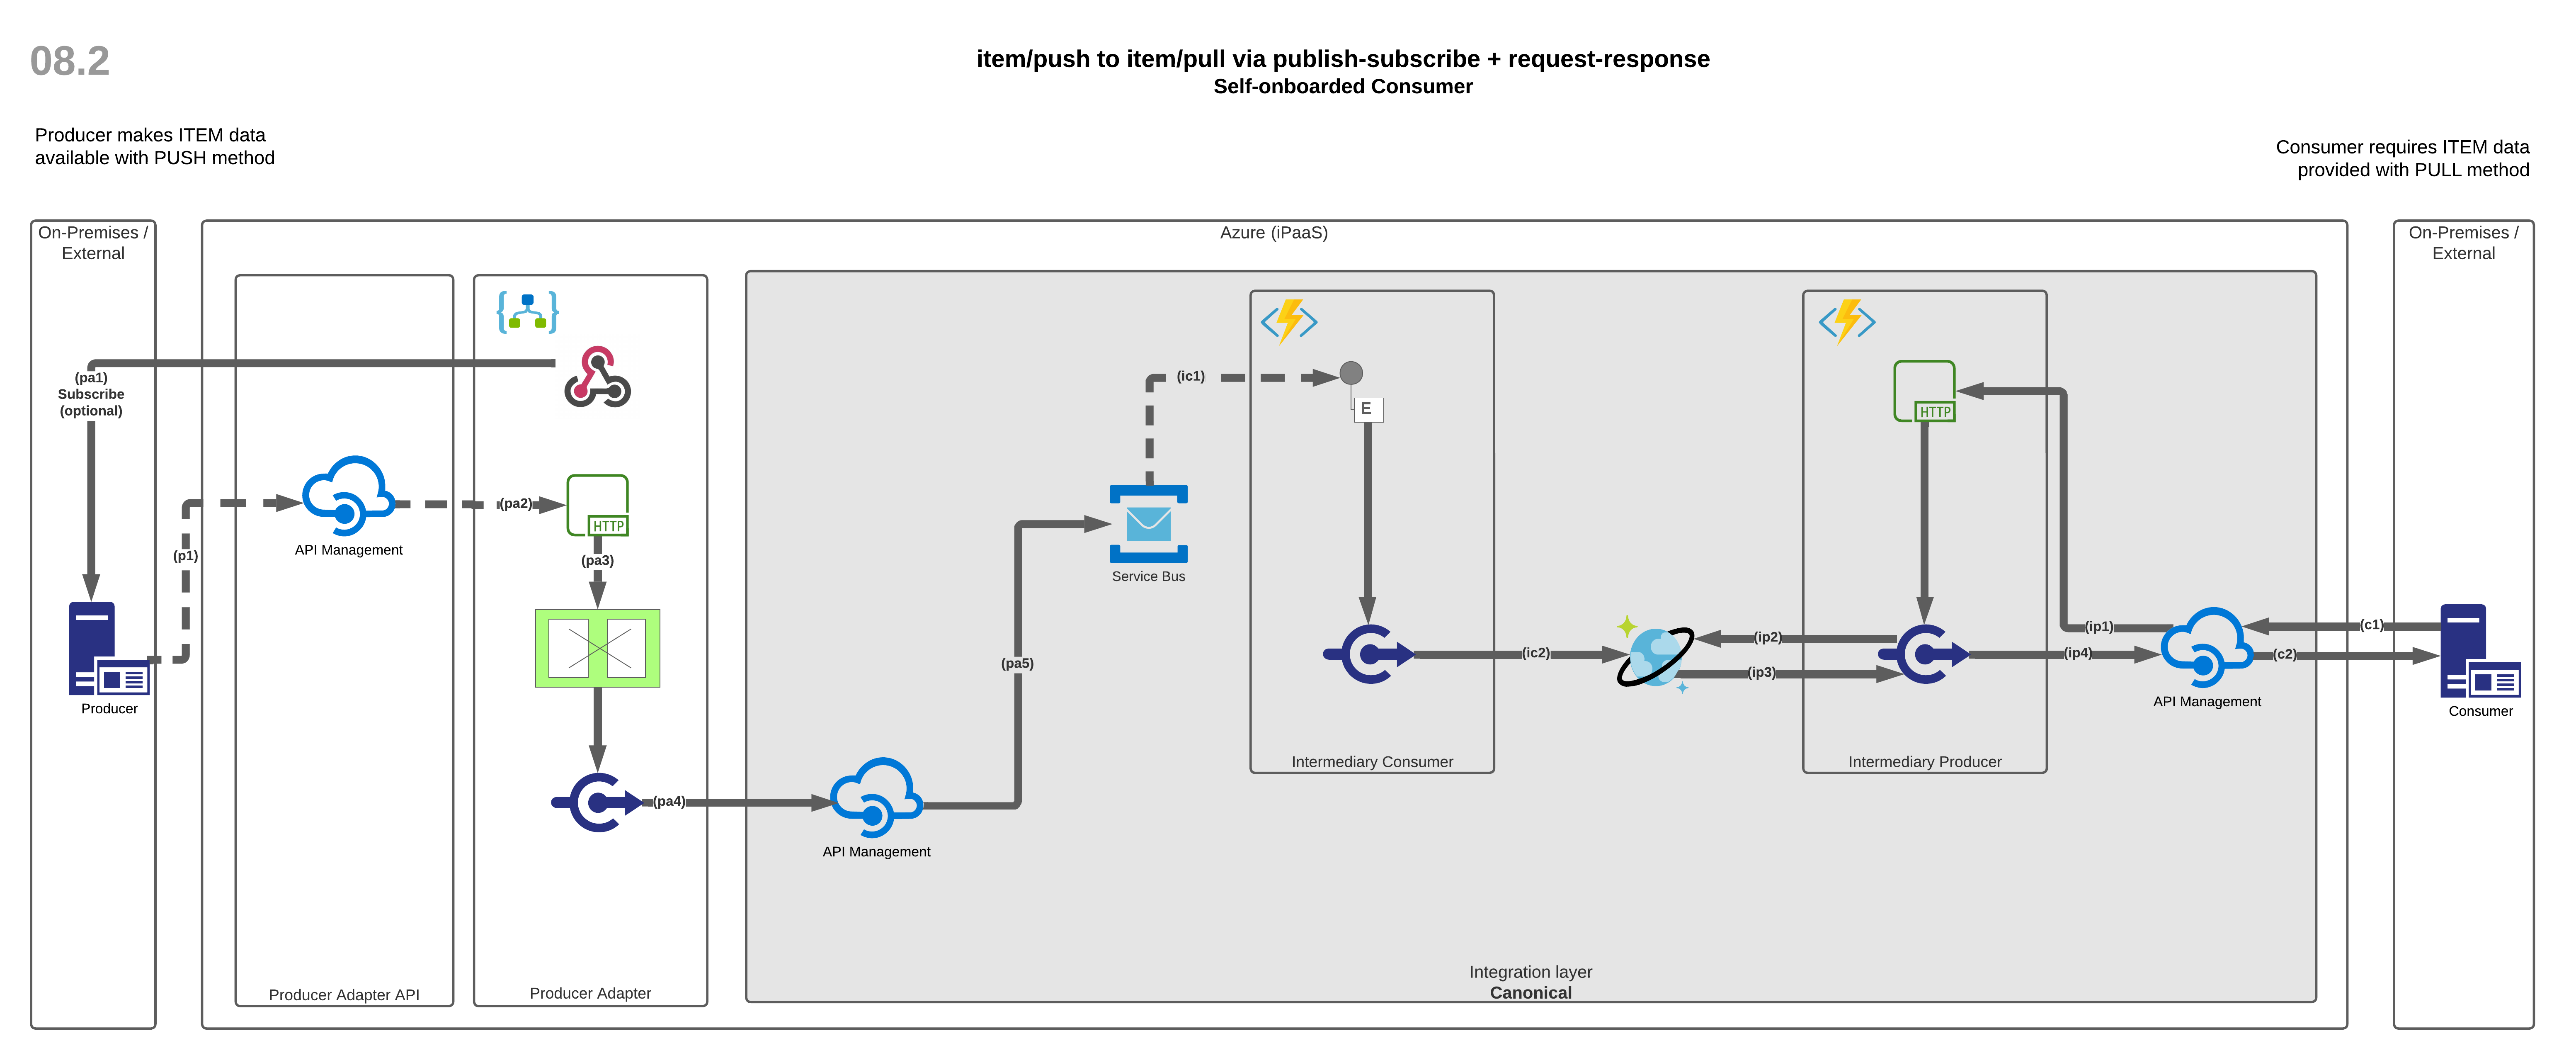 08.2
item/push to item/pull via publish-subscribe + request-response
Self-onboarded Consumer
Producer makes ITEM data
available with PUSH method
Consumer requires ITEM data
provided with PULL method
On-Premises /
External
Azure (iPaaS)
On-Premises /
External
(pa1)
Subscribe
(optional)
(ic1)
E
HTTP
(pa2)
HTTP
(p1)
API Management
(pa3)
Service Bus
(pa5)
(ic2)
(ip2)
(ip3)
(ip1)
(ip4)
(c1)
(c2)
Producer
API Management
Consumer
Intermediary Consumer
Intermediary Producer
(pa4)
API Management
Integration layer
Canonical
Producer Adapter API
Producer Adapter